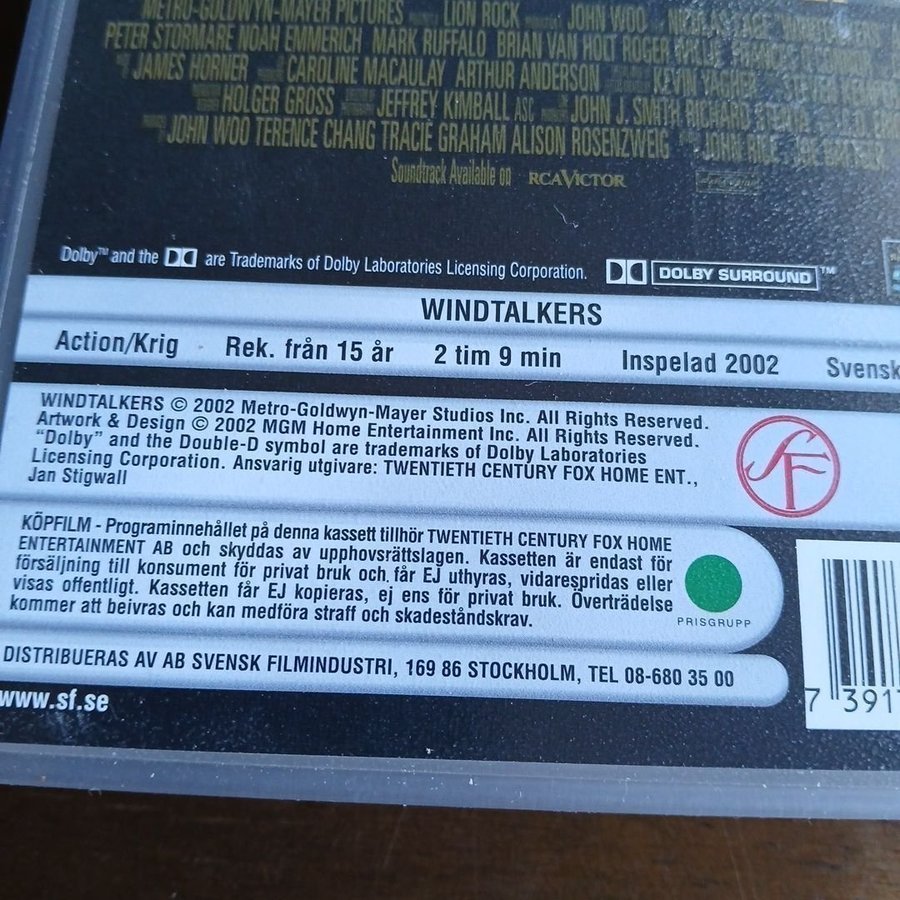 METRO-GOLDWYN-MAYER PICTURES LION ROCK JOHN WOO NICOLAS CAGE
PETER STORMARE NOAH EMMERICH MARK RUFFALO BRIAN VAN HOLT ROGER
JAMES HORNER CAROLINE MACAULAY ARTHUR ANDERSON KEVIN YAGHER
HOLGER GROSS JEFFREY KIMBALL ASC JOHN J. SMITH RICHARD
JOHN WOO TERENCE CHANG TRACIE GRAHAM ALISON ROSENZWEIG JOHN RICE
Soundtrack Available on RCA VICTOR
Dolby™ and the DD are Trademarks of Dolby Laboratories Licensing Corporation. DOLBY SURROUND™
WINDTALKERS
Action/Krig Rek. från 15 år 2 tim 9 min Inspelad 2002 Svensk
WINDTALKERS © 2002 Metro-Goldwyn-Mayer Studios Inc. All Rights Reserved.
Artwork & Design © 2002 MGM Home Entertainment Inc. All Rights Reserved.
"Dolby" and the Double-D symbol are trademarks of Dolby Laboratories
Licensing Corporation. Ansvarig utgivare: TWENTIETH CENTURY FOX HOME ENT.,
Jan Stigwall
SF
KÖPFILM - Programinnehållet på denna kassett tillhör TWENTIETH CENTURY FOX HOME
ENTERTAINMENT AB och skyddas av upphovsrättslagen. Kassetten är endast för
försäljning till konsument för privat bruk och får EJ uthyras, vidarespridas eller
visas offentligt. Kassetten får EJ kopieras, ej ens för privat bruk. Överträdelse
kommer att beivras och kan medföra straff och skadeståndskrav.
PRISGRUPP
DISTRIBUERAS AV AB SVENSK FILMINDUSTRI, 169 86 STOCKHOLM, TEL 08-680 35 00
www.sf.se
7 391